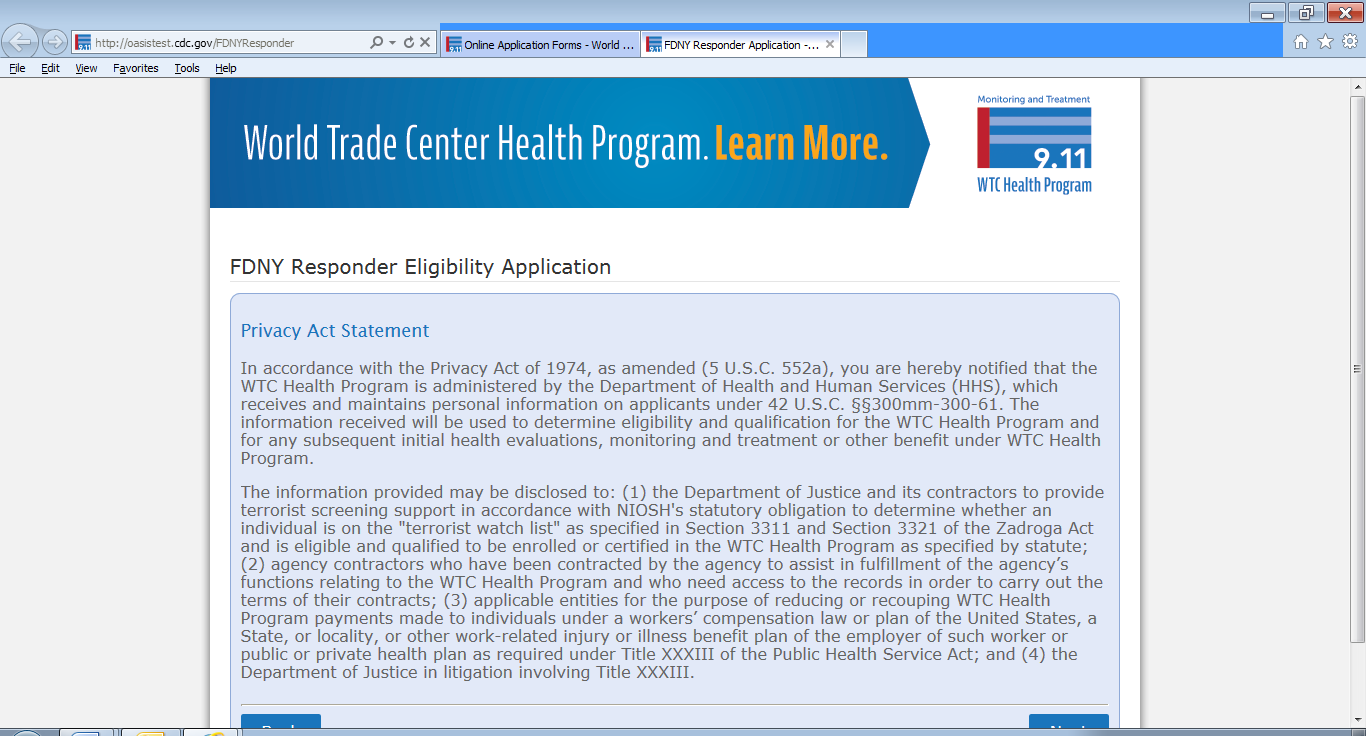 http://oasistest.cdc.gov/FDNYResponder
Online Application Forms - World ...
FDNY Responder Application -...
File Edit View Favorites Tools Help
World Trade Center Health Program. Learn More.
Monitoring and Treatment
9.11
WTC Health Program
FDNY Responder Eligibility Application
Privacy Act Statement
In accordance with the Privacy Act of 1974, as amended (5 U.S.C. 552a), you are hereby notified that the
WTC Health Program is administered by the Department of Health and Human Services (HHS), which
receives and maintains personal information on applicants under 42 U.S.C. §§300mm-300-61. The
information received will be used to determine eligibility and qualification for the WTC Health Program and
for any subsequent initial health evaluations, monitoring and treatment or other benefit under WTC Health
Program.
The information provided may be disclosed to: (1) the Department of Justice and its contractors to provide
terrorist screening support in accordance with NIOSH's statutory obligation to determine whether an
individual is on the "terrorist watch list" as specified in Section 3311 and Section 3321 of the Zadroga Act
and is eligible and qualified to be enrolled or certified in the WTC Health Program as specified by statute;
(2) agency contractors who have been contracted by the agency to assist in fulfillment of the agency’s
functions relating to the WTC Health Program and who need access to the records in order to carry out the
terms of their contracts; (3) applicable entities for the purpose of reducing or recouping WTC Health
Program payments made to individuals under a workers’ compensation law or plan of the United States, a
State, or locality, or other work-related injury or illness benefit plan of the employer of such worker or
public or private health plan as required under Title XXXIII of the Public Health Service Act; and (4) the
Department of Justice in litigation involving Title XXXIII.